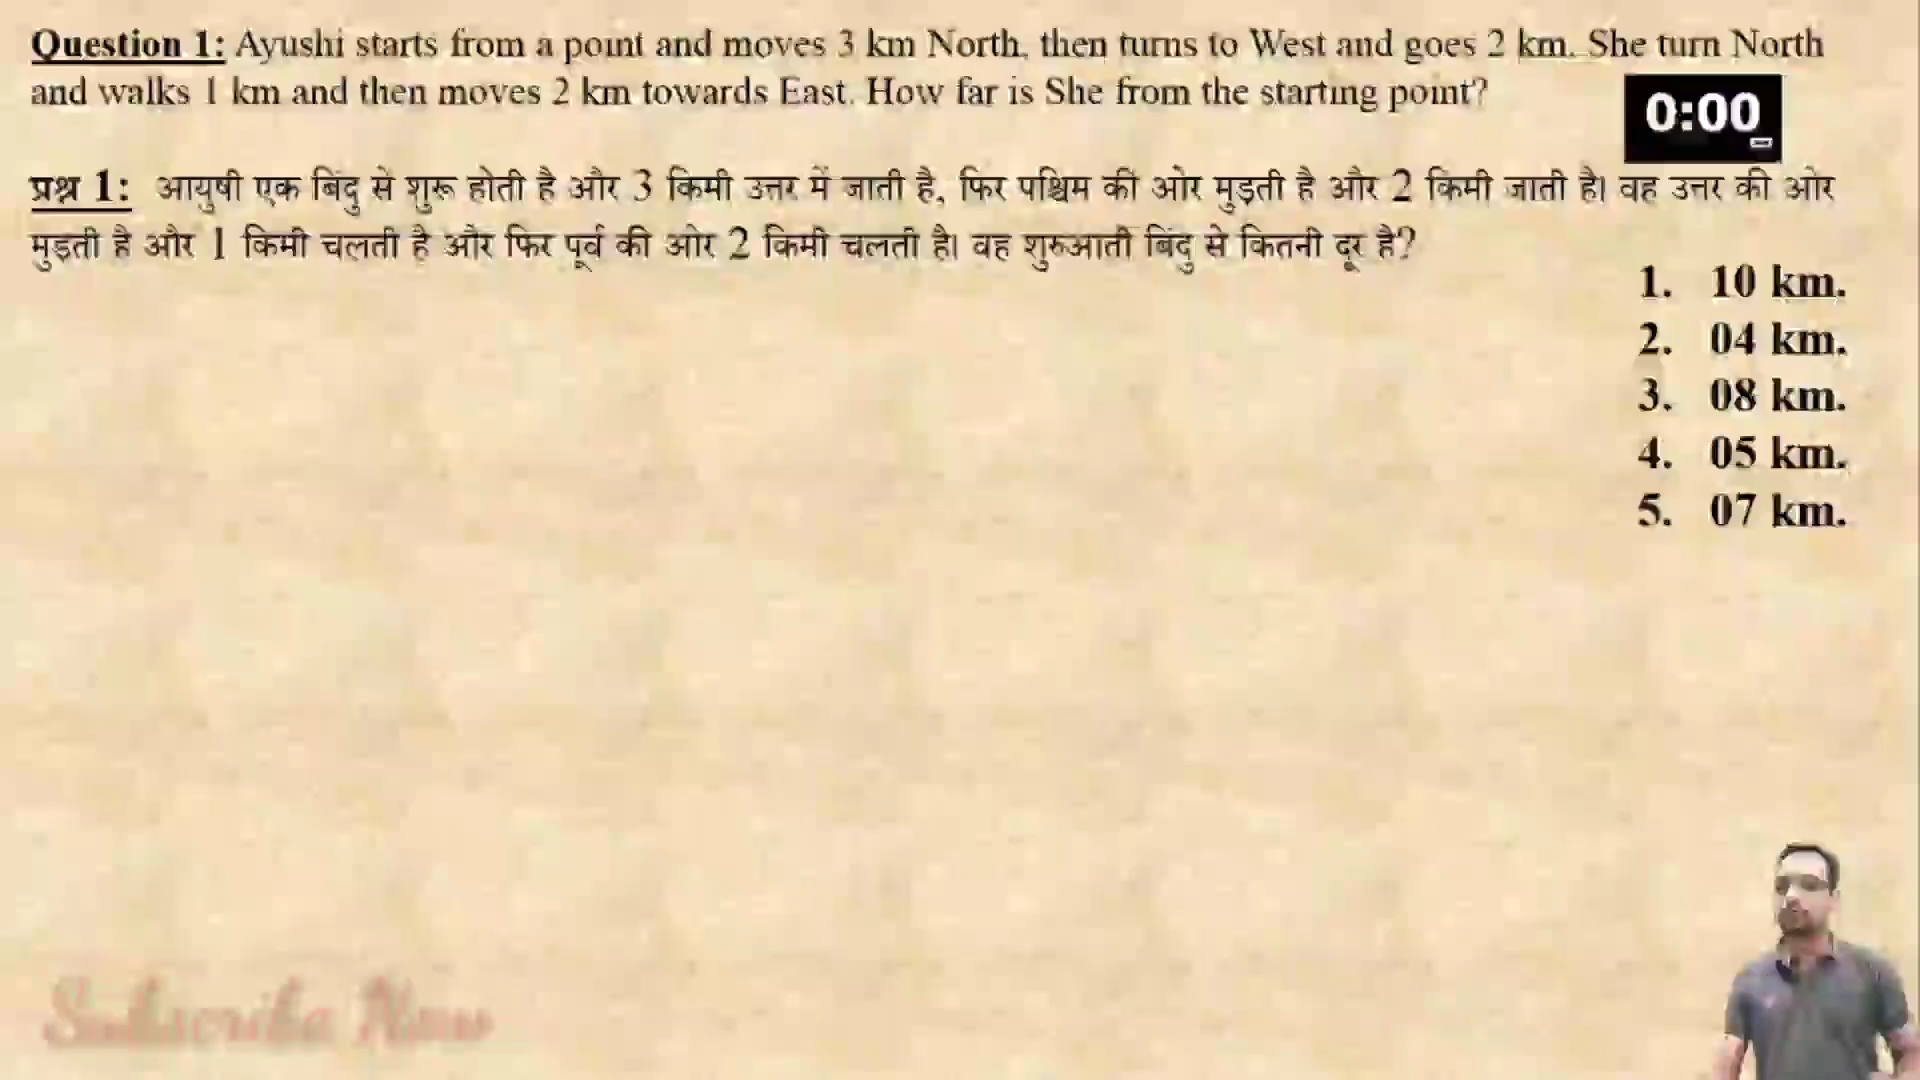 Question 1: Ayushi starts from a point and moves 3 km North, then turns to West and goes 2 km. She turn North
and walks 1 km and then moves 2 km towards East. How far is She from the starting point?
0:00
प्रश्न 1: आयुषी एक बिंदु से शुरू होती है और 3 किमी उत्तर में जाती है, फिर पश्चिम की ओर मुड़ती है और 2 किमी जाती है। वह उत्तर की ओर
मुड़ती है और 1 किमी चलती है और फिर पूर्व की ओर 2 किमी चलती है। वह शुरुआती बिंदु से कितनी दूर है?
1. 10 km.
2. 04 km.
3. 08 km.
4. 05 km.
5. 07 km.
Subscribe Now